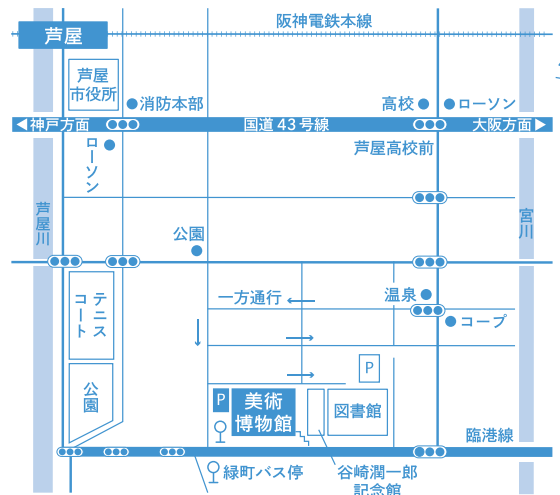 阪神電鉄本線
芦屋
芦屋
市役所
消防本部
高校
ローソン
神戸方面
国道43号線
大阪方面
ローソン
芦屋高校前
芦屋川
宮川
公園
テニス
コート
一方通行
温泉
コープ
P
公園
P
美術
博物館
図書館
臨港線
緑町バス停
谷崎潤一郎
記念館